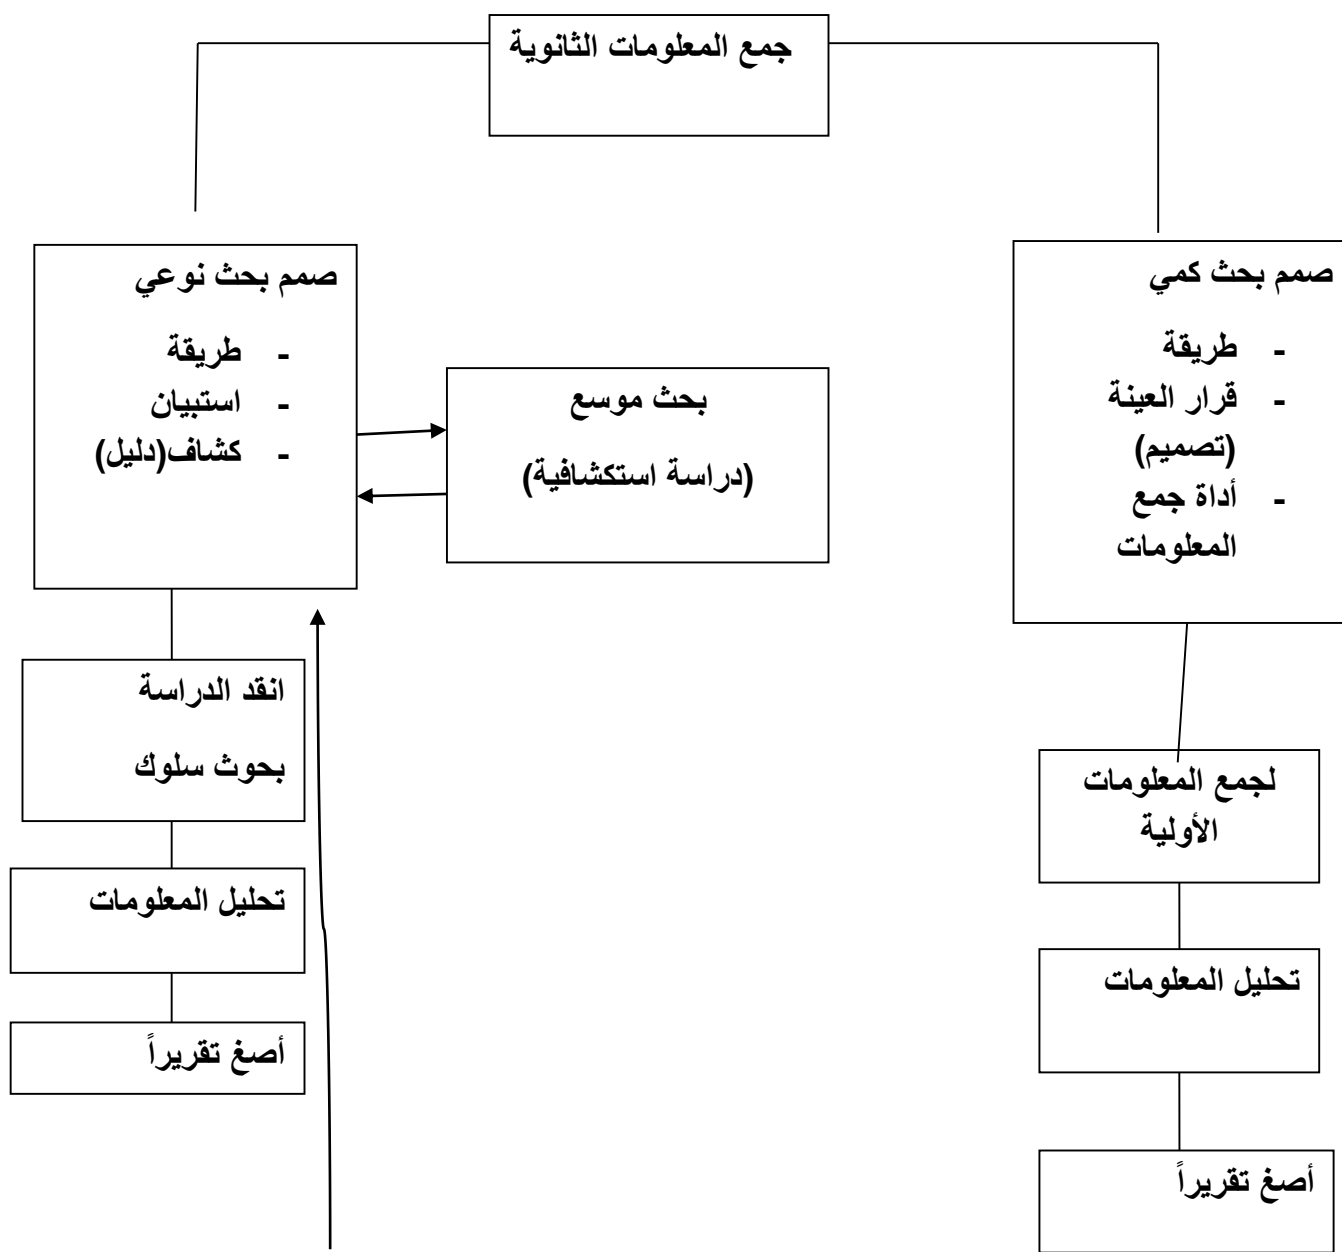 جمع المعلومات الثانوية
صمم بحث كمي
- طريقة
- قرار العينة
(تصميم)
- أداة جمع
المعلومات
لجمع المعلومات
الأولية
تحليل المعلومات
أصغ تقريراً
بحث موسع
(دراسة استكشافية)
صمم بحث نوعي
- طريقة
- استبيان
- كشاف(دليل)
انقد الدراسة
بحوث سلوك
تحليل المعلومات
أصغ تقريراً